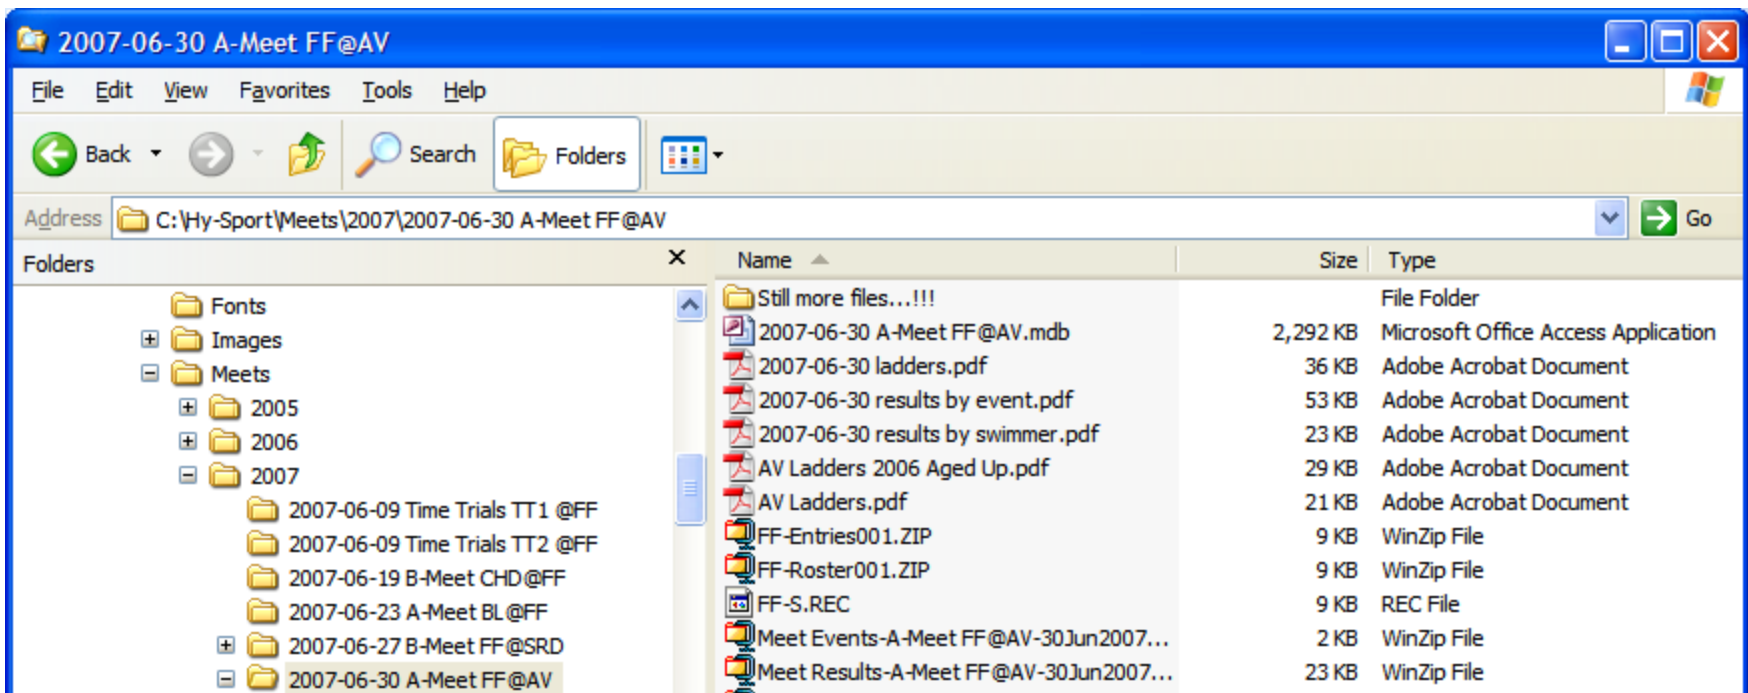 2007-06-30 A-Meet FF@AV
File Edit View Favorites Tools Help
Back Search Folders
Address C:\Hy-Sport\Meets\2007\2007-06-30 A-Meet FF@AV Go
Folders
Fonts
Images
Meets
2005
2006
2007
2007-06-09 Time Trials TT1 @FF
2007-06-09 Time Trials TT2 @FF
2007-06-19 B-Meet CHD@FF
2007-06-23 A-Meet BL@FF
2007-06-27 B-Meet FF@SRD
2007-06-30 A-Meet FF@AV
Name Size Type
Still more files...!!! File Folder
2007-06-30 A-Meet FF@AV.mdb 2,292 KB Microsoft Office Access Application
2007-06-30 ladders.pdf 36 KB Adobe Acrobat Document
2007-06-30 results by event.pdf 53 KB Adobe Acrobat Document
2007-06-30 results by swimmer.pdf 23 KB Adobe Acrobat Document
AV Ladders 2006 Aged Up.pdf 29 KB Adobe Acrobat Document
AV Ladders.pdf 21 KB Adobe Acrobat Document
FF-Entries001.ZIP 9 KB WinZip File
FF-Roster001.ZIP 9 KB WinZip File
FF-S.REC 9 KB REC File
Meet Events-A-Meet FF@AV-30Jun2007... 2 KB WinZip File
Meet Results-A-Meet FF@AV-30Jun2007... 23 KB WinZip File